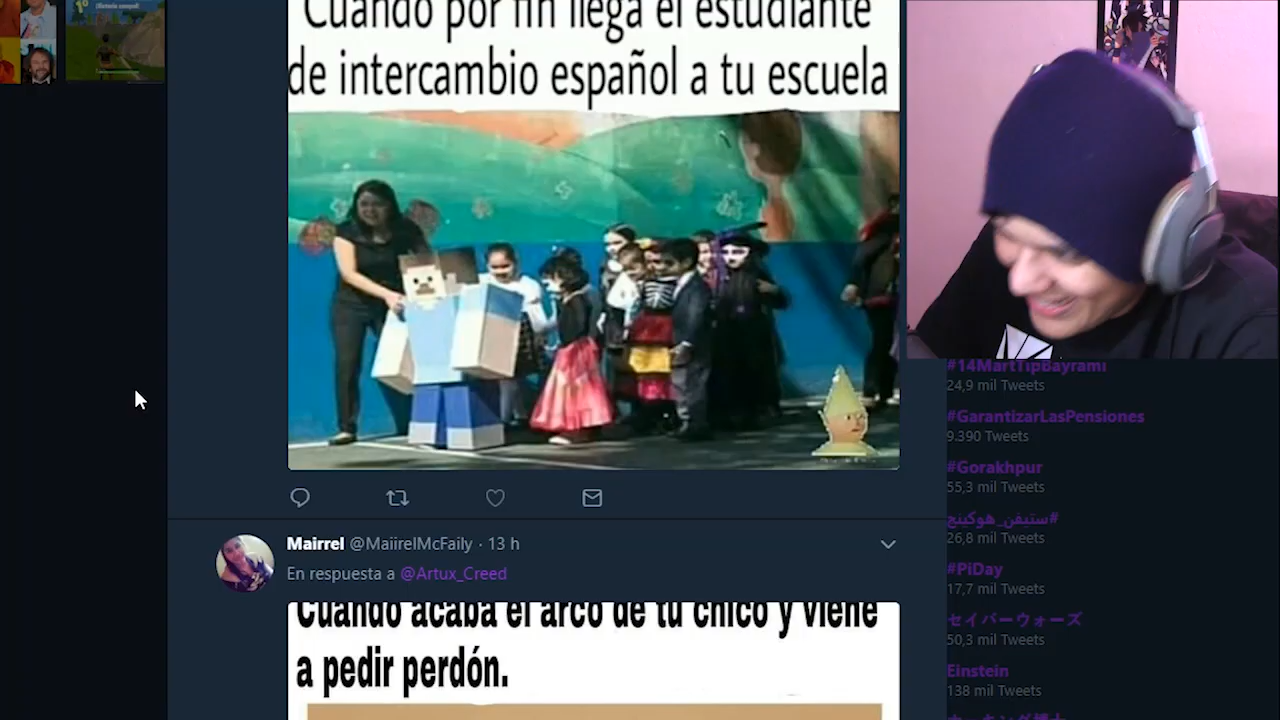 Cuando por fin llega el estudiante
de intercambio español a tu escuela
Mairrel @MaiirelMcFaily · 13 h
En respuesta a @Artux_Creed
Cuando acaba el arco de tu chico y viene
a pedir perdón.
#14MartTıpBayrami
24,9 mil Tweets
#GarantizarLasPensiones
9.390 Tweets
#Gorakhpur
55,3 mil Tweets
#ستيفن_هوكينج
26,8 mil Tweets
#PiDay
17,7 mil Tweets
セイバーウォーズ
50,3 mil Tweets
Einstein
138 mil Tweets